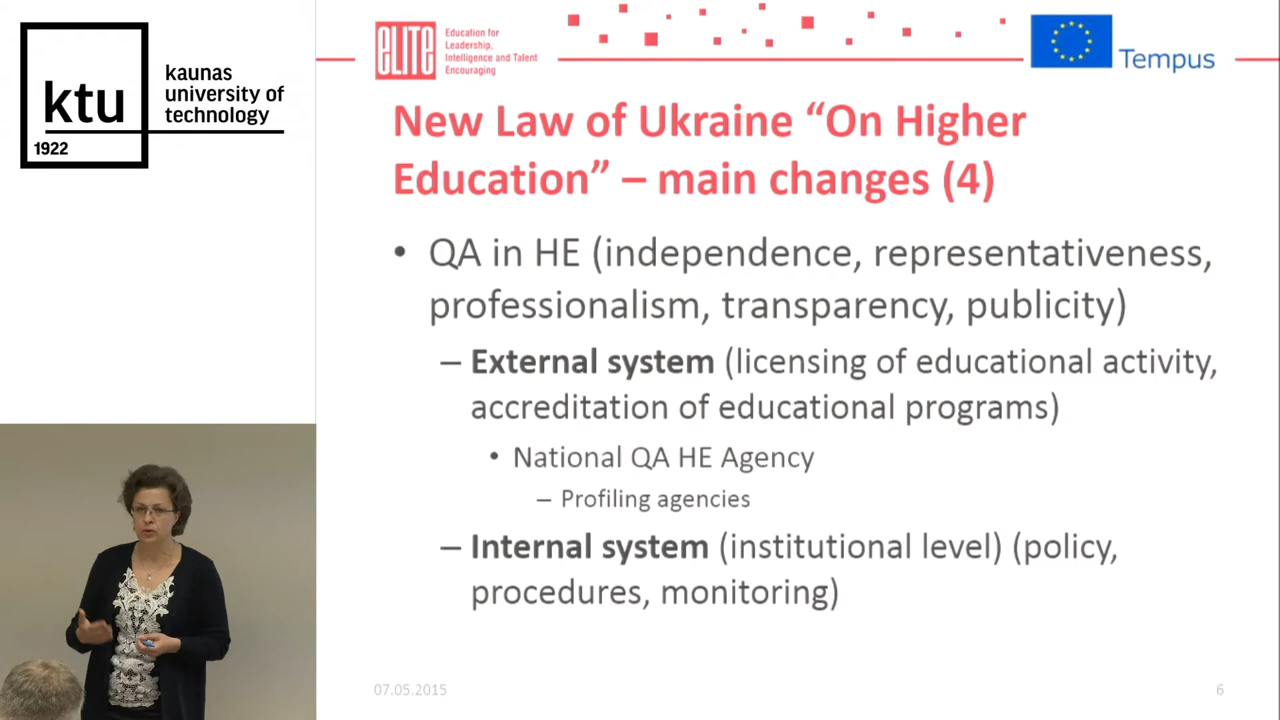 ktu
1922
kaunas
university of
technology
ELITE
Education for
Leadership,
Intelligence and Talent
Encouraging
Tempus
New Law of Ukraine “On Higher
Education” – main changes (4)
• QA in HE (independence, representativeness,
professionalism, transparency, publicity)
– External system (licensing of educational activity,
accreditation of educational programs)
• National QA HE Agency
– Profiling agencies
– Internal system (institutional level) (policy,
procedures, monitoring)
07.05.2015
6